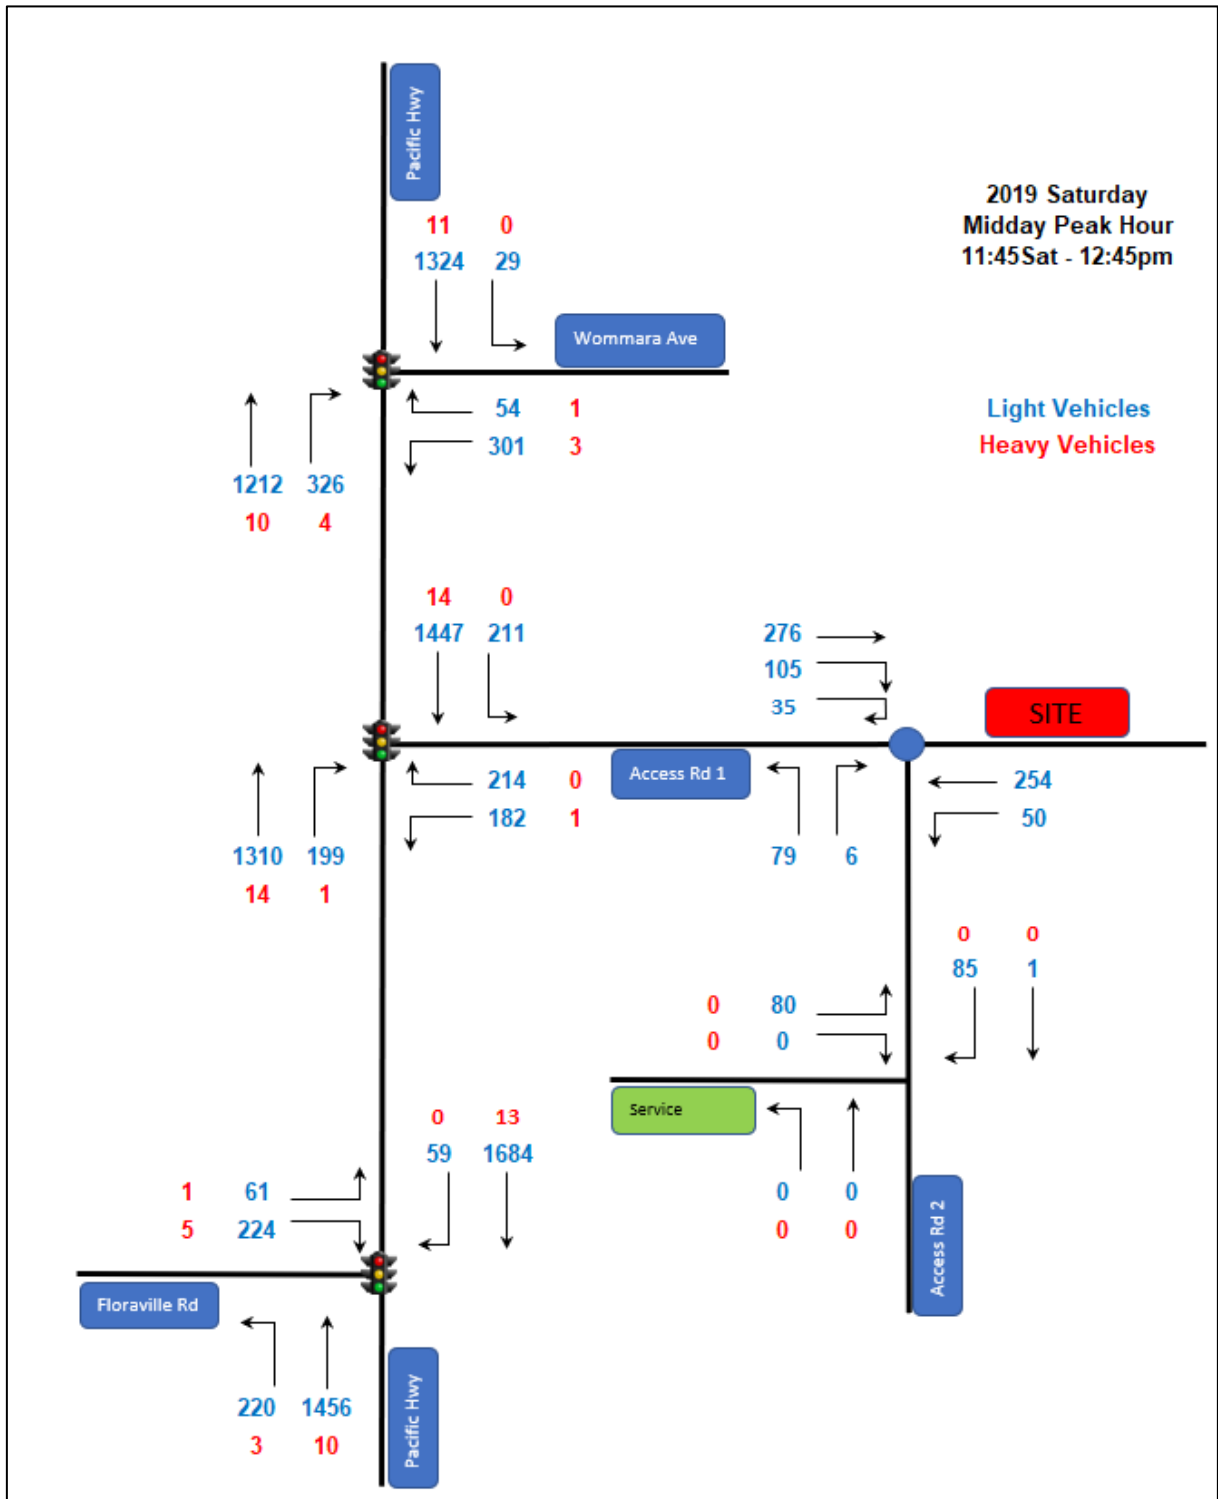 Pacific Hwy
2019 Saturday
Midday Peak Hour
11:45Sat - 12:45pm
11 0
1324 29
Wommara Ave
54 1
301 3
Light Vehicles
Heavy Vehicles
1212 326
10 4
14 0
1447 211
276
105
35
SITE
Access Rd 1
214 0
182 1
254
50
1310 199
14 1
79 6
0 0
85 1
0 80
0 0
Service
0 13
59 1684
1 61
5 224
0 0
0 0
Access Rd 2
Floraville Rd
220 1456
3 10
Pacific Hwy